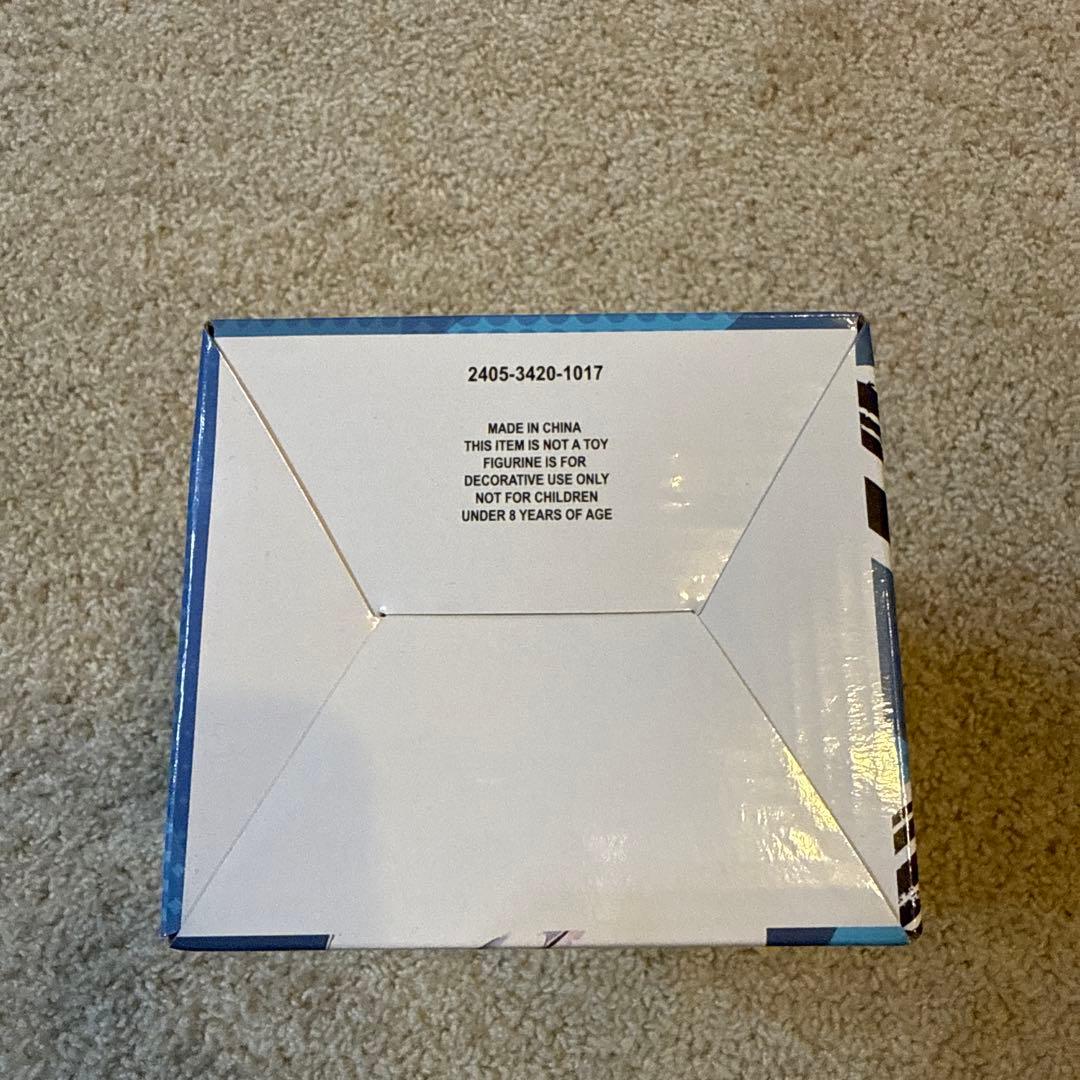 2405-3420-1017
MADE IN CHINA
THIS ITEM IS NOT A TOY
FIGURINE IS FOR
DECORATIVE USE ONLY
NOT FOR CHILDREN
UNDER 8 YEARS OF AGE